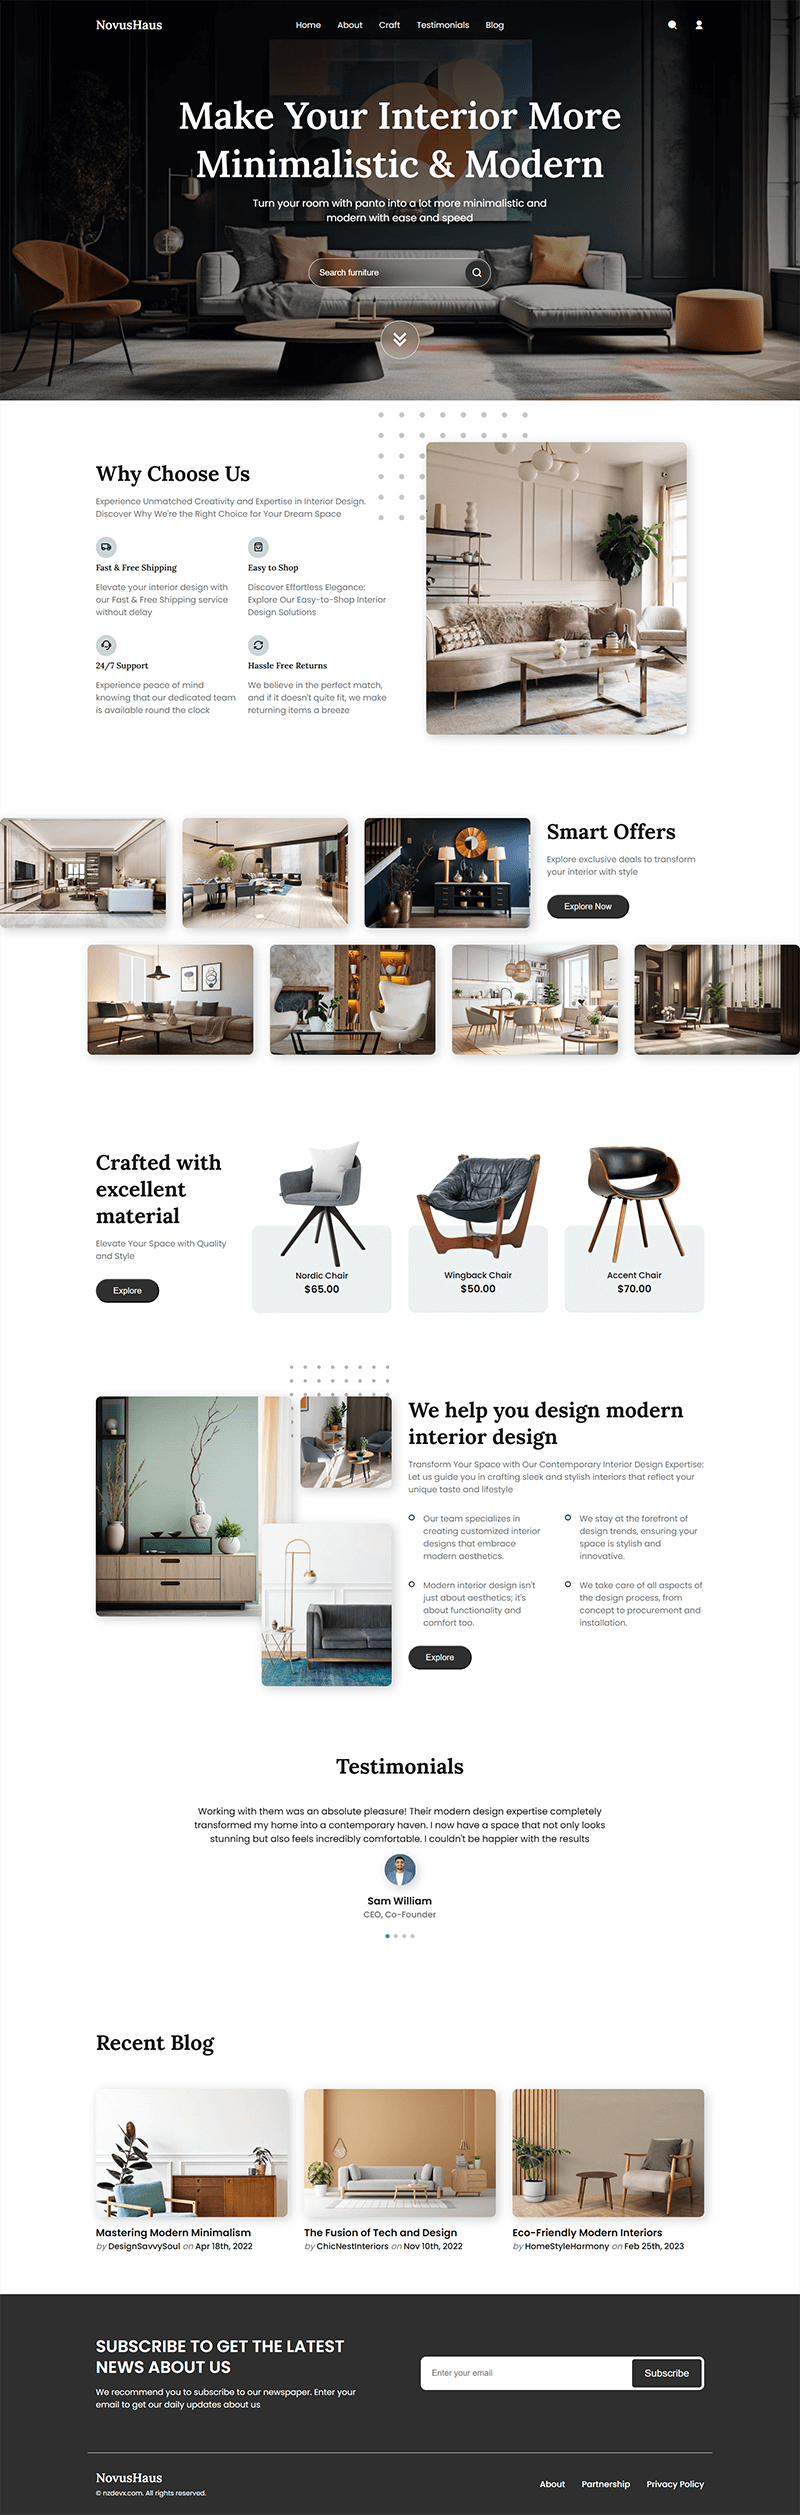 NovusHaus
Home
About
Craft
Testimonials
Blog
Make Your Interior More
Minimalistic & Modern
Turn your room with panto into a lot more minimalistic and
modern with ease and speed
Search furniture
Why Choose Us
Experience Unmatched Creativity and Expertise in Interior Design.
Discover Why We're the Right Choice for Your Dream Space
Fast & Free Shipping
Elevate your interior design with
our Fast & Free Shipping service
without delay
Easy to Shop
Discover Effortless Elegance:
Explore Our Easy-to-Shop Interior
Design Solutions
24/7 Support
Experience peace of mind
knowing that our dedicated team
is available round the clock
Hassle Free Returns
We believe in the perfect match,
and if it doesn't quite fit, we make
returning items a breeze
Smart Offers
Explore exclusive deals to transform
your interior with style
Explore Now
Crafted with
excellent
material
Elevate Your Space with Quality
and Style
Explore
Nordic Chair
$65.00
Wingback Chair
$50.00
Accent Chair
$70.00
We help you design modern
interior design
Transform Your Space with Our Contemporary Interior Design Expertise:
Let us guide you in crafting sleek and stylish interiors that reflect your
unique taste and lifestyle
Our team specializes in
creating customized interior
designs that embrace
modern aesthetics.
We stay at the forefront of
design trends, ensuring your
space is stylish and
innovative.
Modern interior design isn't
just about aesthetics; it's
about functionality and
comfort too.
We take care of all aspects of
the design process, from
concept to procurement and
installation.
Explore
Testimonials
Working with them was an absolute pleasure! Their modern design expertise completely
transformed my home into a contemporary haven. I now have a space that not only looks
stunning but also feels incredibly comfortable. I couldn't be happier with the results
Sam William
CEO, Co-Founder
Recent Blog
Mastering Modern Minimalism
by DesignSavvySoul on Apr 18th, 2022
The Fusion of Tech and Design
by ChicNestInteriors on Nov 10th, 2022
Eco-Friendly Modern Interiors
by HomeStyleHarmony on Feb 25th, 2023
SUBSCRIBE TO GET THE LATEST
NEWS ABOUT US
We recommend you to subscribe to our newspaper. Enter your
email to get our daily updates about us
Enter your email
Subscribe
NovusHaus
© nzdevx.com. All rights reserved.
About
Partnership
Privacy Policy